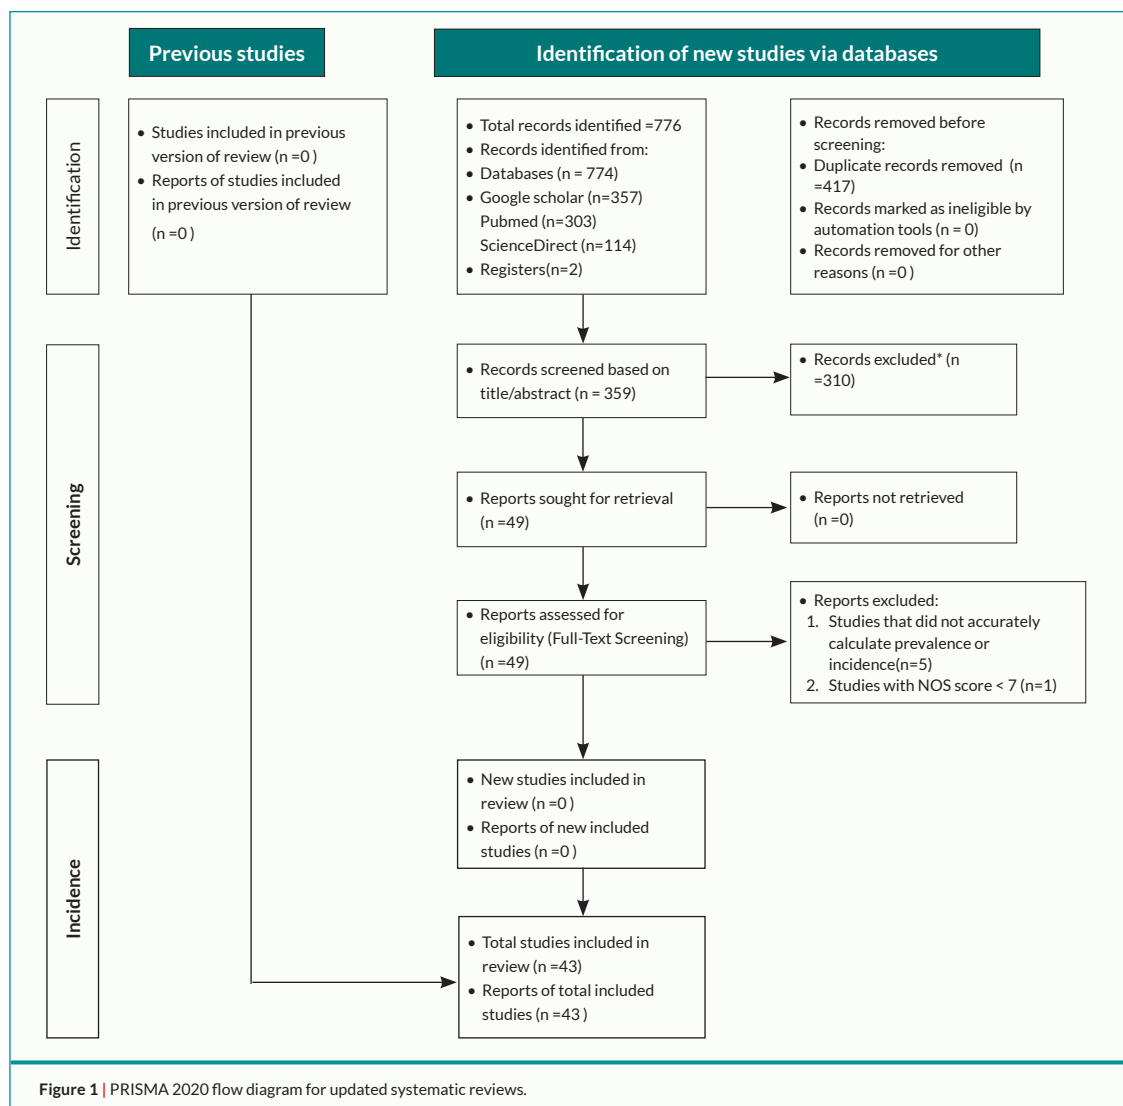 Previous studies
Identification of new studies via databases
Identification
• Studies included in previous
version of review (n =0 )
• Reports of studies included
in previous version of review
(n =0 )
• Total records identified =776
• Records identified from:
• Databases (n = 774)
• Google scholar (n=357)
Pubmed (n=303)
ScienceDirect (n=114)
• Registers(n=2)
• Records removed before
screening:
• Duplicate records removed (n
=417)
• Records marked as ineligible by
automation tools (n = 0)
• Records removed for other
reasons (n =0 )
Screening
• Records screened based on
title/abstract (n = 359)
• Records excluded* (n
=310)
• Reports sought for retrieval
(n =49)
• Reports not retrieved
(n =0)
• Reports assessed for
eligibility (Full-Text Screening)
(n =49)
• Reports excluded:
1. Studies that did not accurately
calculate prevalence or
incidence(n=5)
2. Studies with NOS score < 7 (n=1)
Incidence
• New studies included in
review (n =0 )
• Reports of new included
studies (n =0 )
• Total studies included in
review (n =43)
• Reports of total included
studies (n =43 )
Figure 1 | PRISMA 2020 flow diagram for updated systematic reviews.